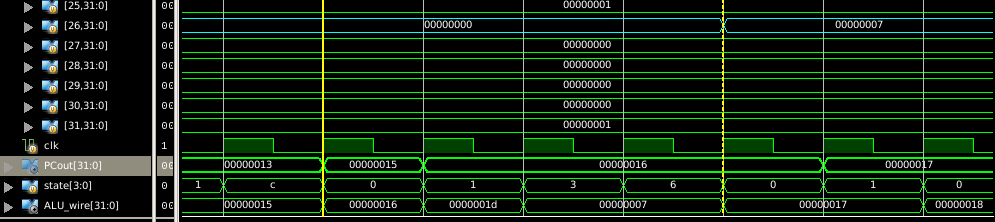 [25,31:0] 00 00000001
[26,31:0] 00 00000000 00000007
[27,31:0] 00 00000000
[28,31:0] 00 00000000
[29,31:0] 00 00000000
[30,31:0] 00 00000000
[31,31:0] 00 00000001
clk 1
PCout[31:0] 00 00000013 00000015 00000016 00000017
state[3:0] 0 1 c 0 1 3 6 0 1 0
ALU_wire[31:0] 00 00000015 00000016 0000001d 00000007 00000017 00000018